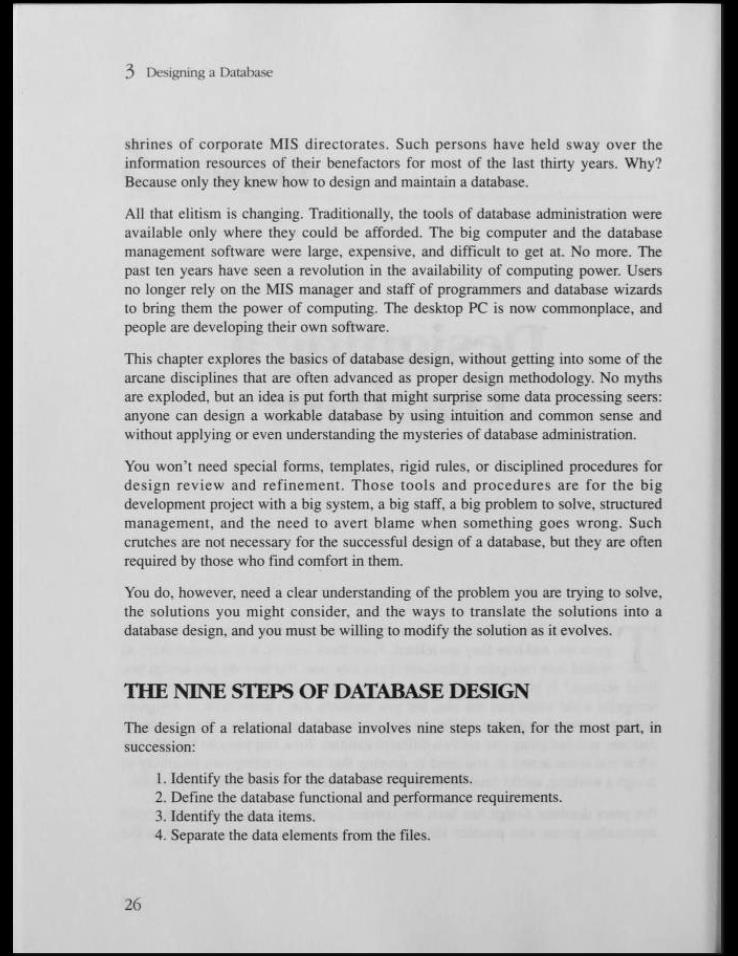 3 Designing a Database
shrines of corporate MIS directorates. Such persons have held sway over the
information resources of their benefactors for most of the last thirty years. Why?
Because only they knew how to design and maintain a database.
All that elitism is changing. Traditionally, the tools of database administration were
available only where they could be afforded. The big computer and the database
management software were large, expensive, and difficult to get at. No more. The
past ten years have seen a revolution in the availability of computing power. Users
no longer rely on the MIS manager and staff of programmers and database wizards
to bring them the power of computing. The desktop PC is now commonplace, and
people are developing their own software.
This chapter explores the basics of database design, without getting into some of the
arcane disciplines that are often advanced as proper design methodology. No myths
are exploded, but an idea is put forth that might surprise some data processing seers:
anyone can design a workable database by using intuition and common sense and
without applying or even understanding the mysteries of database administration.
You won't need special forms, templates, rigid rules, or disciplined procedures for
design review and refinement. Those tools and procedures are for the big
development project with a big system, a big staff, a big problem to solve, structured
management, and the need to avert blame when something goes wrong. Such
crutches are not necessary for the successful design of a database, but they are often
required by those who find comfort in them.
You do, however, need a clear understanding of the problem you are trying to solve,
the solutions you might consider, and the ways to translate the solutions into a
database design, and you must be willing to modify the solution as it evolves.
THE NINE STEPS OF DATABASE DESIGN
The design of a relational database involves nine steps taken, for the most part, in
succession:
1. Identify the basis for the database requirements.
2. Define the database functional and performance requirements.
3. Identify the data items.
4. Separate the data elements from the files.
26